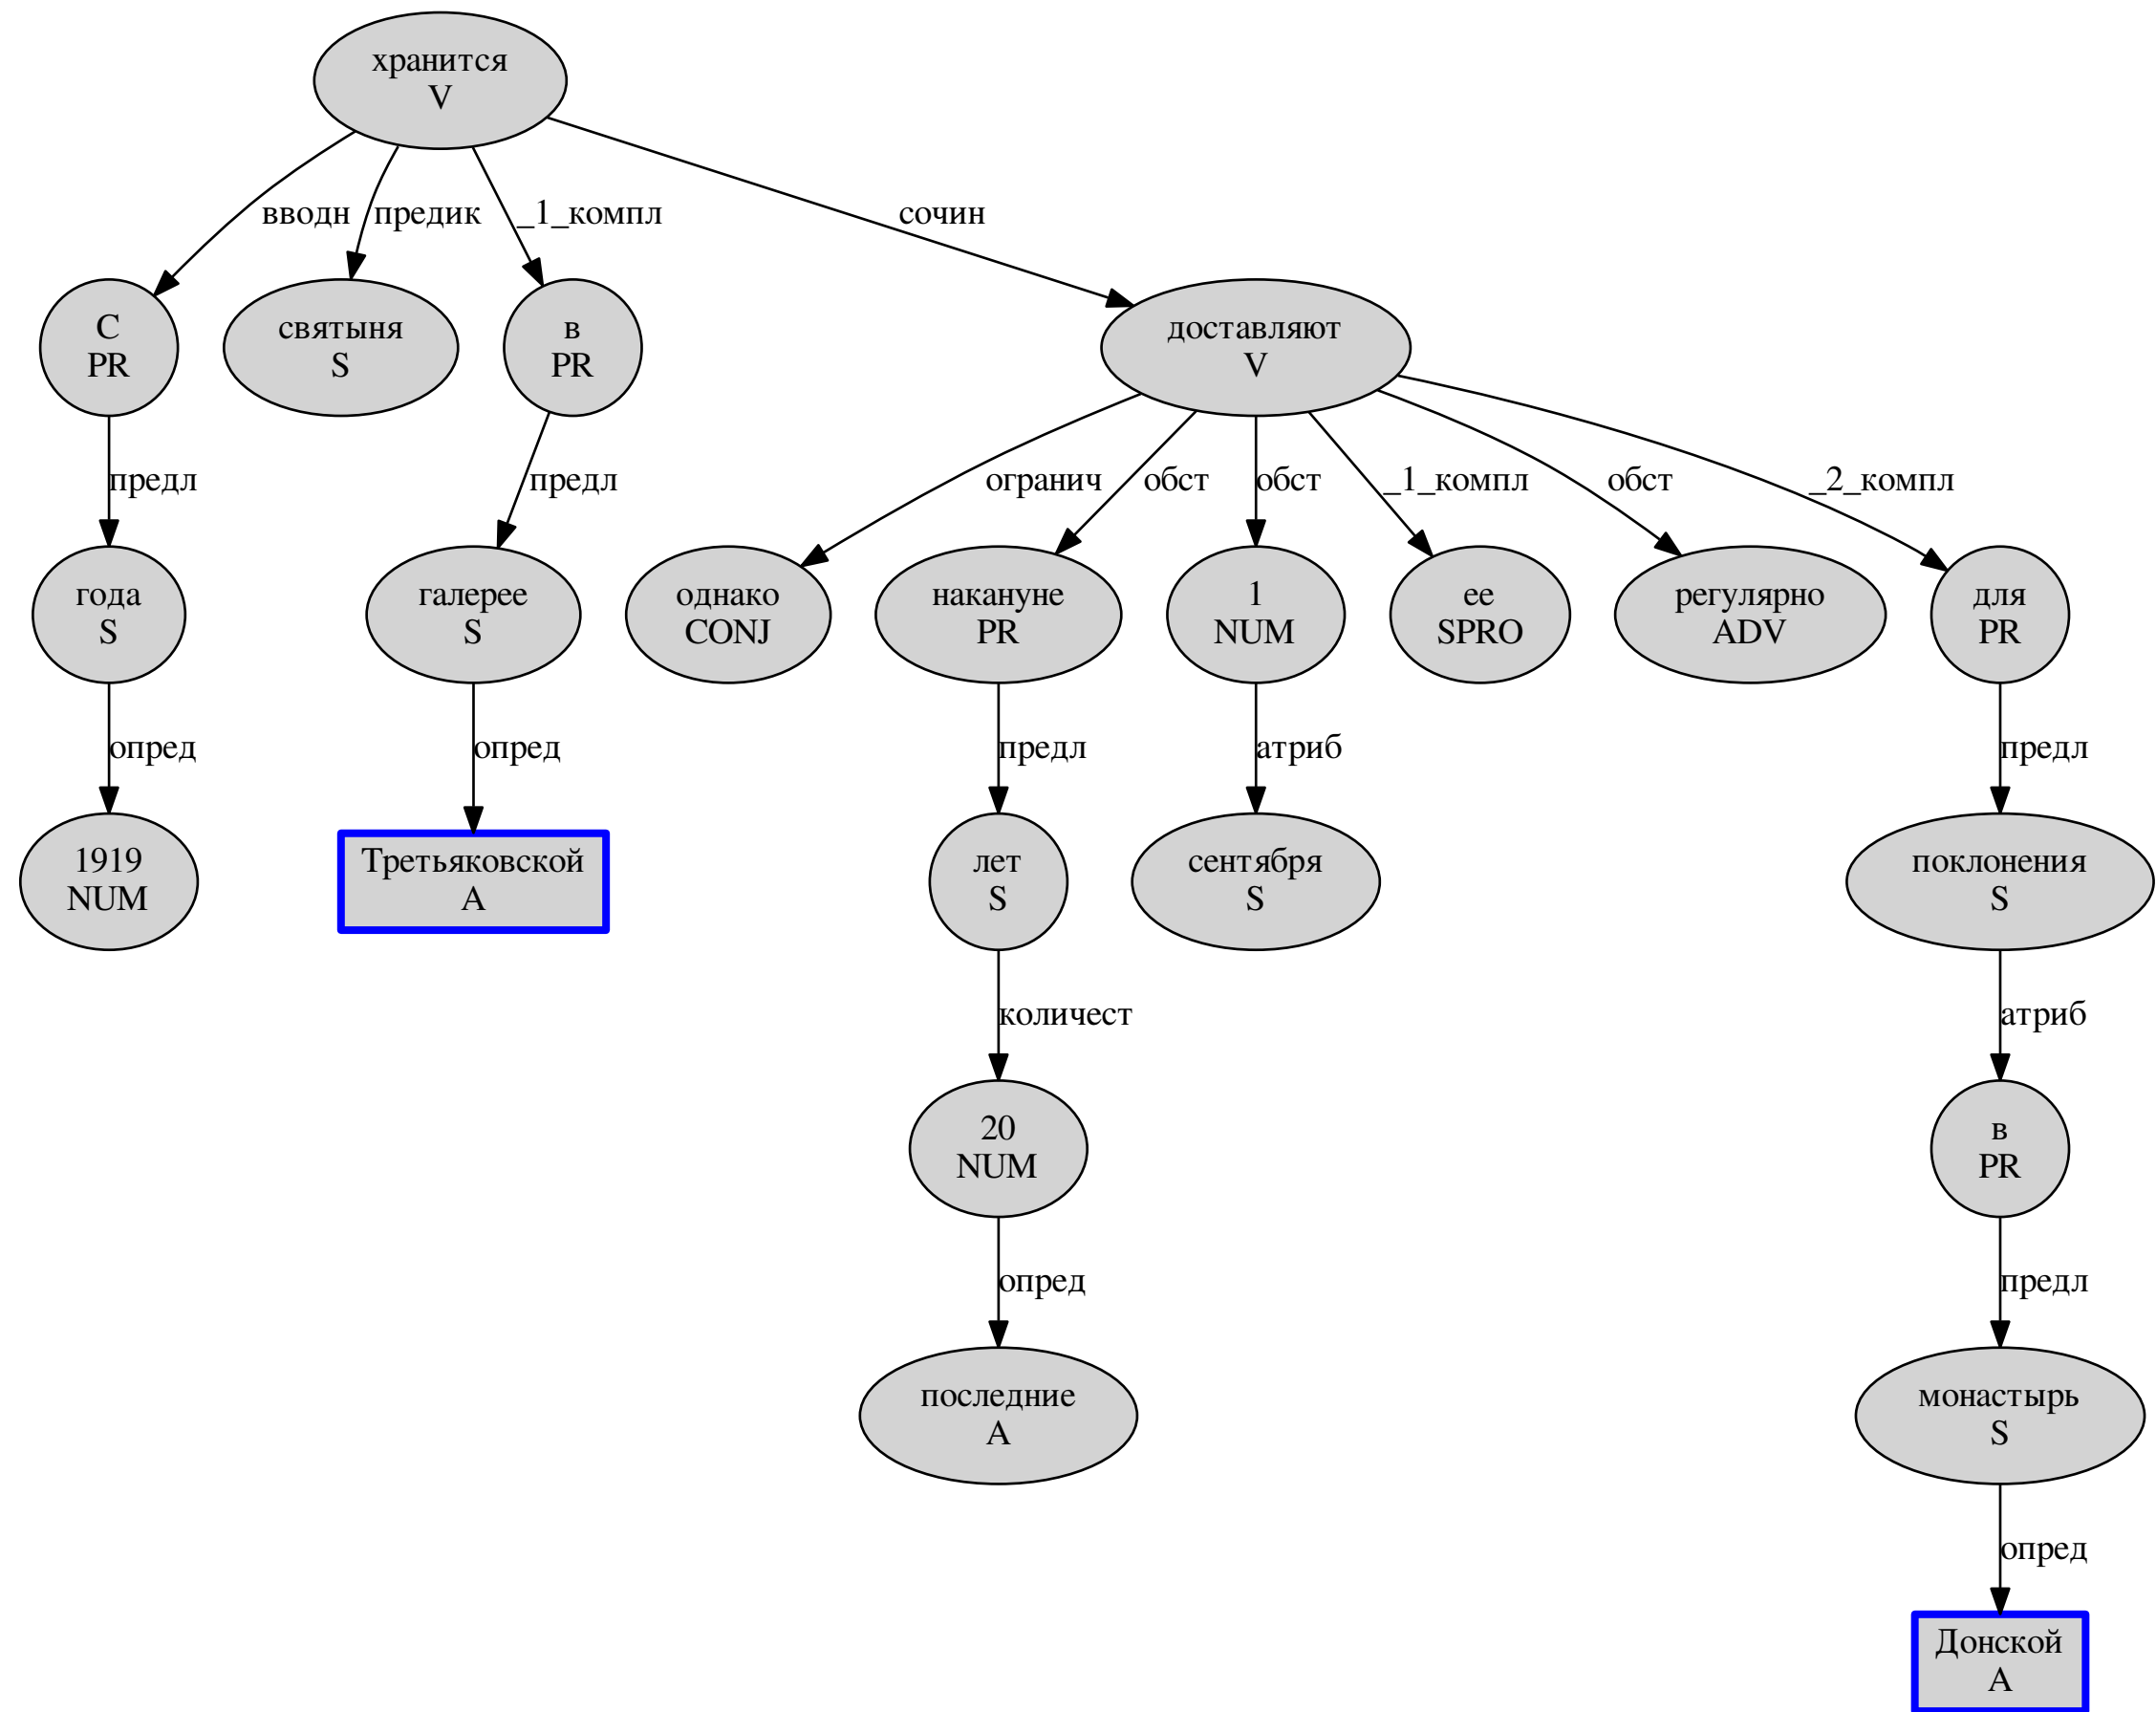 хранится
V
вводн
предик
_1_компл
сочин
С
PR
святыня
S
в
PR
доставляют
V
предл
предл
огранич
обст
обст
_1_компл
обст
_2_компл
года
S
галерее
S
однако
CONJ
накануне
PR
1
NUM
ее
SPRO
регулярно
ADV
для
PR
опред
опред
предл
атриб
предл
1919
NUM
Третьяковской
A
лет
S
сентября
S
поклонения
S
количест
атриб
20
NUM
в
PR
опред
предл
последние
A
монастырь
S
опред
Донской
A